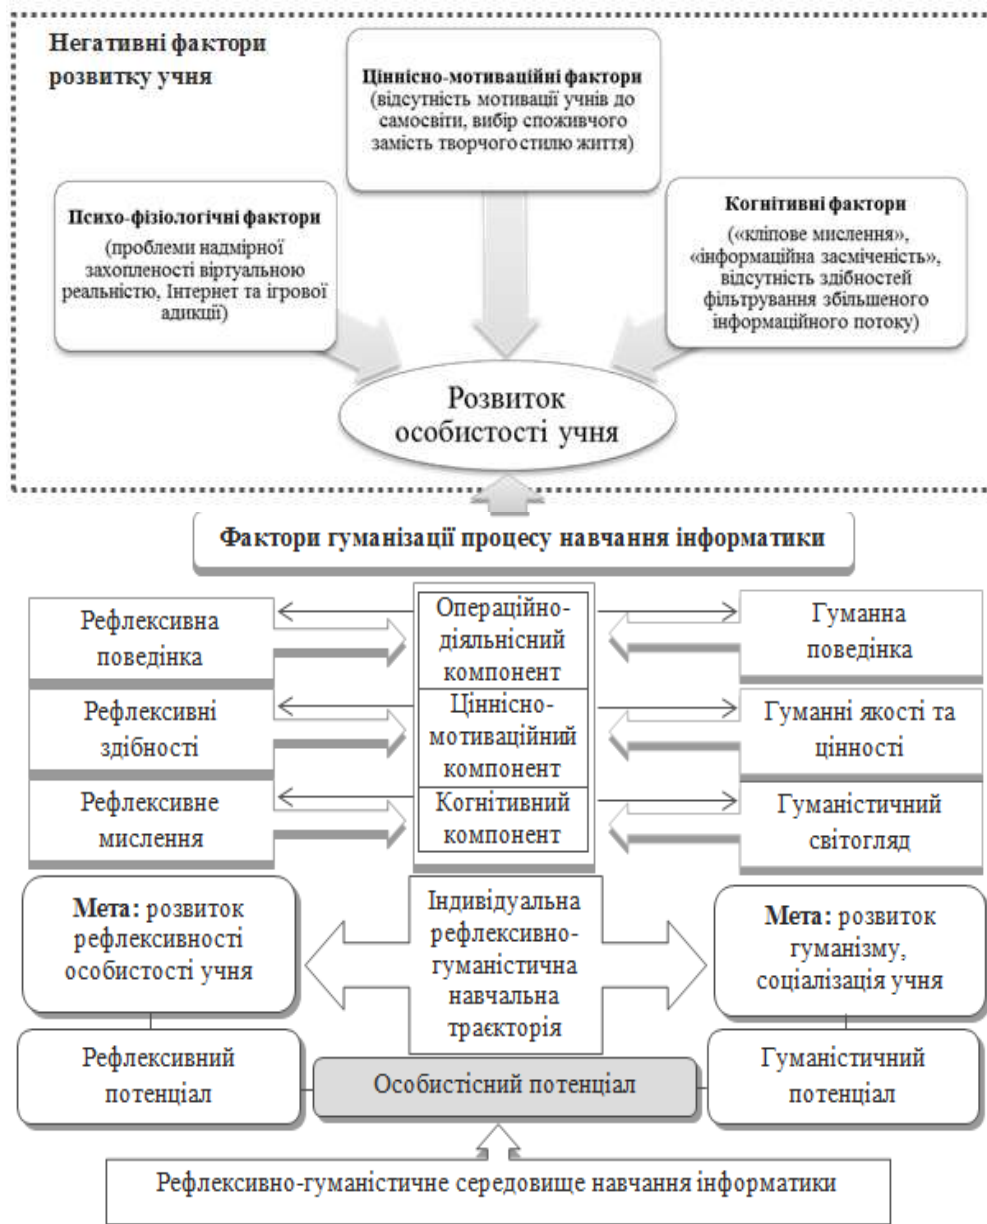 Негативні фактори
розвитку учня
Ціннісно-мотиваційні фактори
(відсутність мотивації учнів до
самосвіти, вибір споживчого
замість творчого стилю життя)
Психо-фізіологічні фактори
(проблеми надмірної
захопленості віртуальною
реальністю, Інтернет та ігрової
адикції)
Когнитивні фактори
(«кліпове мислення»,
«інформаційна засміченість»,
відсутність здібностей
фільтрування збільшеного
інформаційного потоку)
Розвиток
особистості учня
Фактори гуманізації процесу навчання інформатики
Рефлексивна
поведінка
Операційно-
діяльнісний
компонент
Гуманна
поведінка
Рефлексивні
здібності
Ціннісно-
мотиваційний
компонент
Гуманні якості та
цінності
Рефлексивне
мислення
Когнітивний
компонент
Гуманістичний
світогляд
Мета: розвиток
рефлексивності
особистості учня
Індивідуальна
рефлексивно-
гуманістична
навчальна
траєкторія
Мета: розвиток
гуманізму,
соціалізація учня
Рефлексивний
потенціал
Особистісний потенціал
Гуманістичний
потенціал
Рефлексивно-гуманістичне середовище навчання інформатики